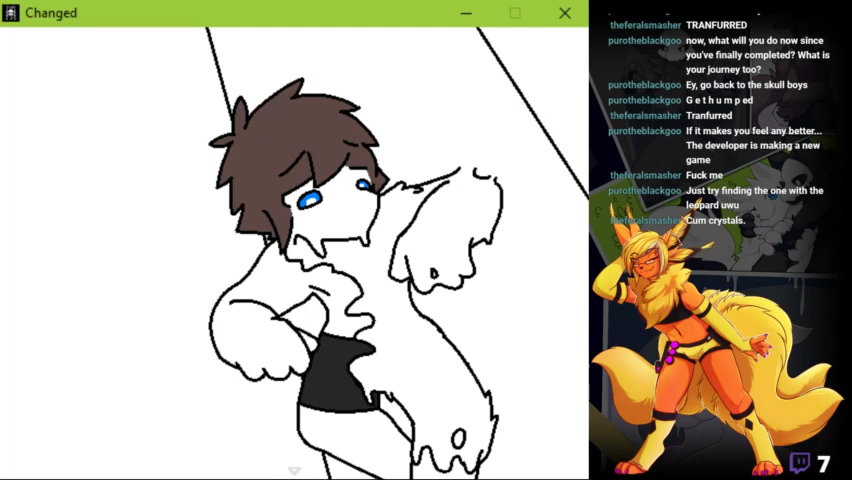 Changed
theferalsmasher TRANFURRED
purotheblackgoo now, what will you do now since
you've finally completed? What is
your journey too?
purotheblackgoo Ey, go back to the skull boys
purotheblackgoo G e t h u m p ed
theferalsmasher Tranfurred
purotheblackgoo If it makes you feel any better...
The developer is making a new
game
theferalsmasher Fuck me
purotheblackgoo Just try finding the one with the
leopard uwu
theferalsmasher Cum crystals.
7